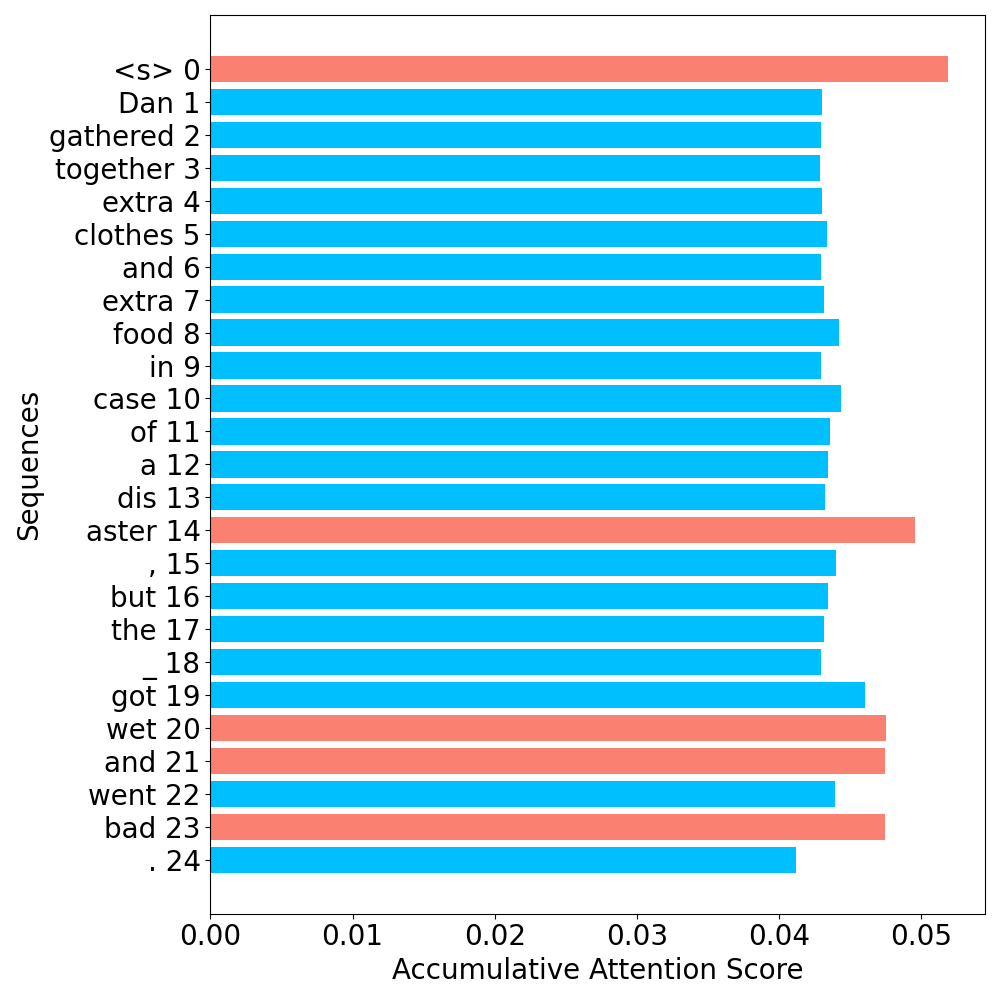 <s> 0
Dan 1
gathered 2
together 3
extra 4
clothes 5
and 6
extra 7
food 8
in 9
case 10
of 11
a 12
dis 13
aster 14
, 15
but 16
the 17
_ 18
got 19
wet 20
and 21
went 22
bad 23
. 24
Sequences
0.00 0.01 0.02 0.03 0.04 0.05
Accumulative Attention Score